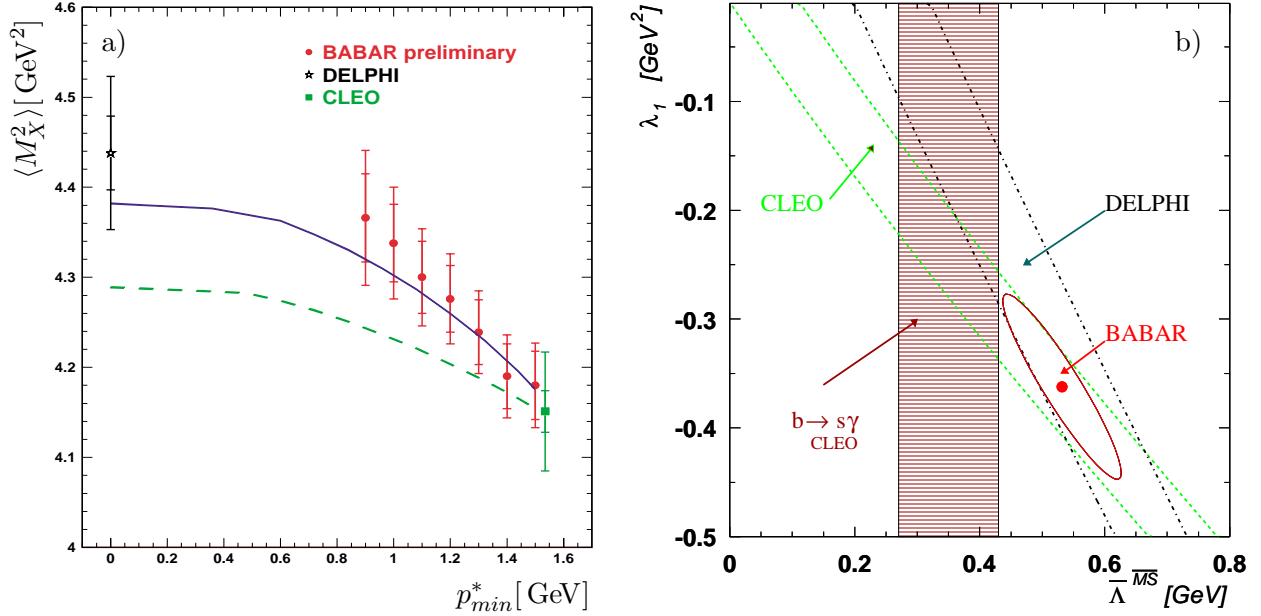 a)
⟨M_X^2⟩[GeV^2]
BABAR preliminary
DELPHI
CLEO
4.6
4.5
4.4
4.3
4.2
4.1
4
0 0.2 0.4 0.6 0.8 1 1.2 1.4 1.6
p*_min[GeV]
b)
λ_1 [GeV^2]
-0.1
-0.2
-0.3
-0.4
-0.5
CLEO
DELPHI
BABAR
b→ sγ
CLEO
0 0.2 0.4 0.6 0.8
Λ̅ M̅S̅ [GeV]